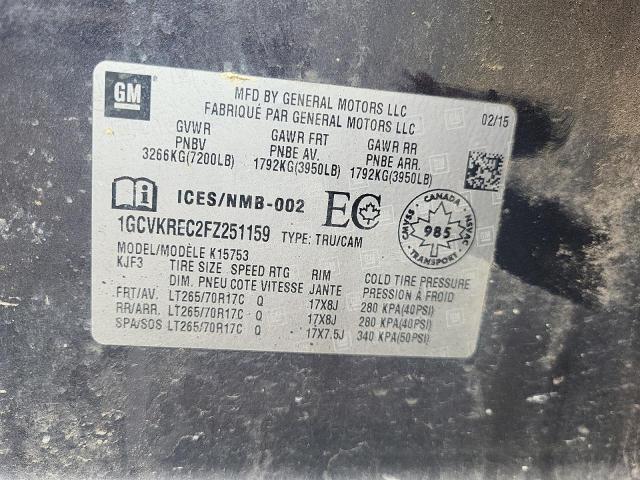 GM
MFD BY GENERAL MOTORS LLC
FABRIQUÉ PAR GENERAL MOTORS LLC
02/15
GVWR GAWR FRT GAWR RR
PNBV PNBE AV. PNBE ARR.
3266KG(7200LB) 1792KG(3950LB) 1792KG(3950LB)
i ICES/NMB-002 EC
CANADA
CMVSS 985 NSVAC
TRANSPORT
1GCVKREC2FZ251159 TYPE: TRU/CAM
MODEL/MODÈLE K15753
KJF3 TIRE SIZE SPEED RTG RIM COLD TIRE PRESSURE
DIM. PNEU COTE VITESSE JANTE PRESSION À FROID
FRT/AV. LT265/70R17C Q 17X8J 280 KPA(40PSI)
RR/ARR. LT265/70R17C Q 17X8J 280 KPA(40PSI)
SPA/SOS LT265/70R17C Q 17X7.5J 340 KPA(50PSI)